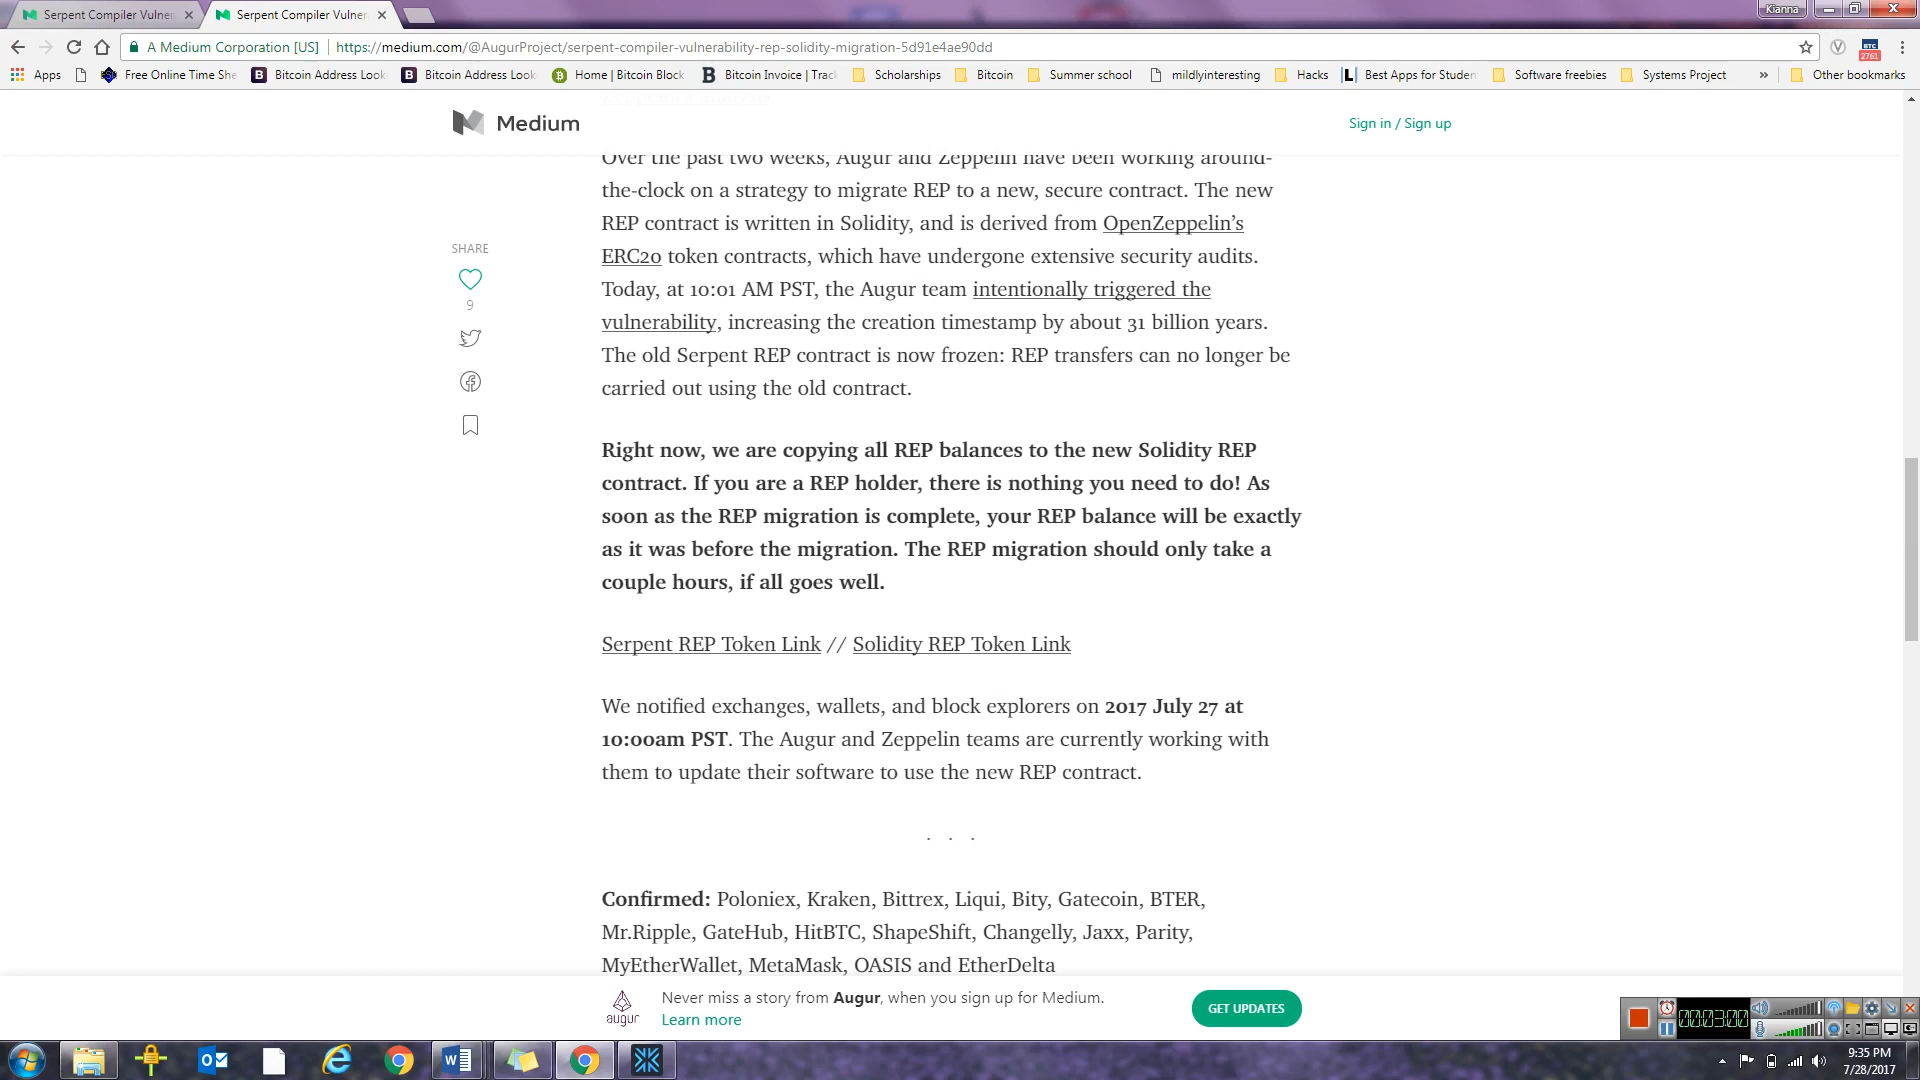 Serpent Compiler Vulner
Serpent Compiler Vulner
Kianna
A Medium Corporation [US]
https://medium.com/@AugurProject/serpent-compiler-vulnerability-rep-solidity-migration-5d91e4ae90dd
BTC
2761
Apps
Free Online Time She
Bitcoin Address Look
Bitcoin Address Look
Home | Bitcoin Block
Bitcoin Invoice | Trac
Scholarships
Bitcoin
Summer school
mildlyinteresting
Hacks
Best Apps for Studen
Software freebies
Systems Project
»
Other bookmarks
Medium
Sign in / Sign up
Over the past two weeks, Augur and Zeppelin have been working around-
the-clock on a strategy to migrate REP to a new, secure contract. The new
REP contract is written in Solidity, and is derived from OpenZeppelin’s
ERC20 token contracts, which have undergone extensive security audits.
Today, at 10:01 AM PST, the Augur team intentionally triggered the
vulnerability, increasing the creation timestamp by about 31 billion years.
The old Serpent REP contract is now frozen: REP transfers can no longer be
carried out using the old contract.
SHARE
9
Right now, we are copying all REP balances to the new Solidity REP
contract. If you are a REP holder, there is nothing you need to do! As
soon as the REP migration is complete, your REP balance will be exactly
as it was before the migration. The REP migration should only take a
couple hours, if all goes well.
Serpent REP Token Link // Solidity REP Token Link
We notified exchanges, wallets, and block explorers on 2017 July 27 at
10:00am PST. The Augur and Zeppelin teams are currently working with
them to update their software to use the new REP contract.
. . .
Confirmed: Poloniex, Kraken, Bittrex, Liqui, Bity, Gatecoin, BTER,
Mr.Ripple, GateHub, HitBTC, ShapeShift, Changelly, Jaxx, Parity,
MyEtherWallet, MetaMask, OASIS and EtherDelta
augur
Never miss a story from Augur, when you sign up for Medium.
Learn more
GET UPDATES
00:03:00
9:35 PM
7/28/2017